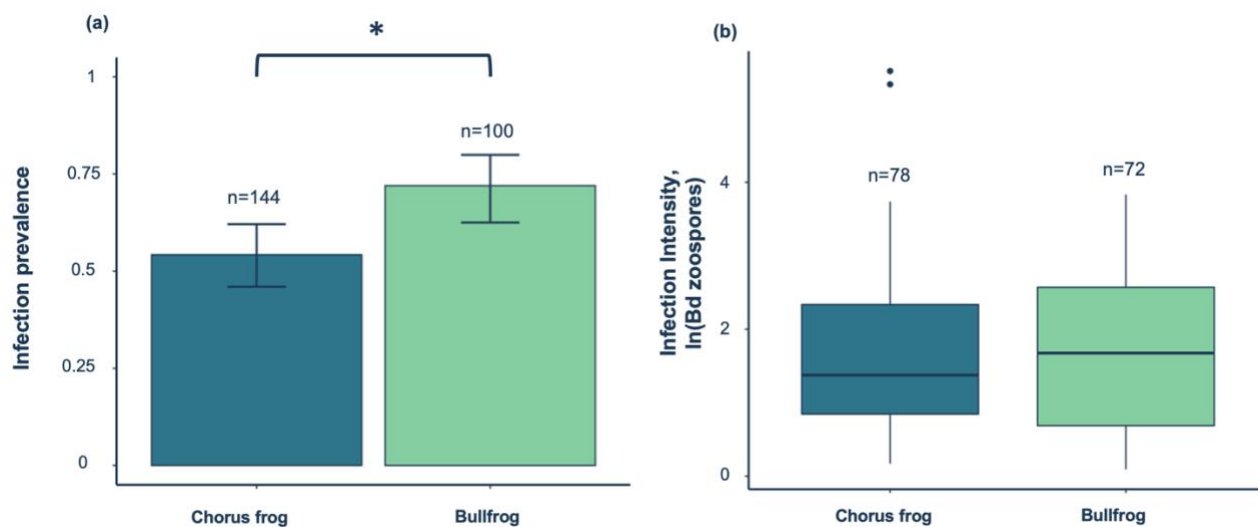 (a)
*
Infection prevalence
1
0.75
0.5
0.25
0
n=144
n=100
Chorus frog
Bullfrog
(b)
Infection Intensity,
ln(Bd zoospores)
4
2
0
n=78
n=72
Chorus frog
Bullfrog